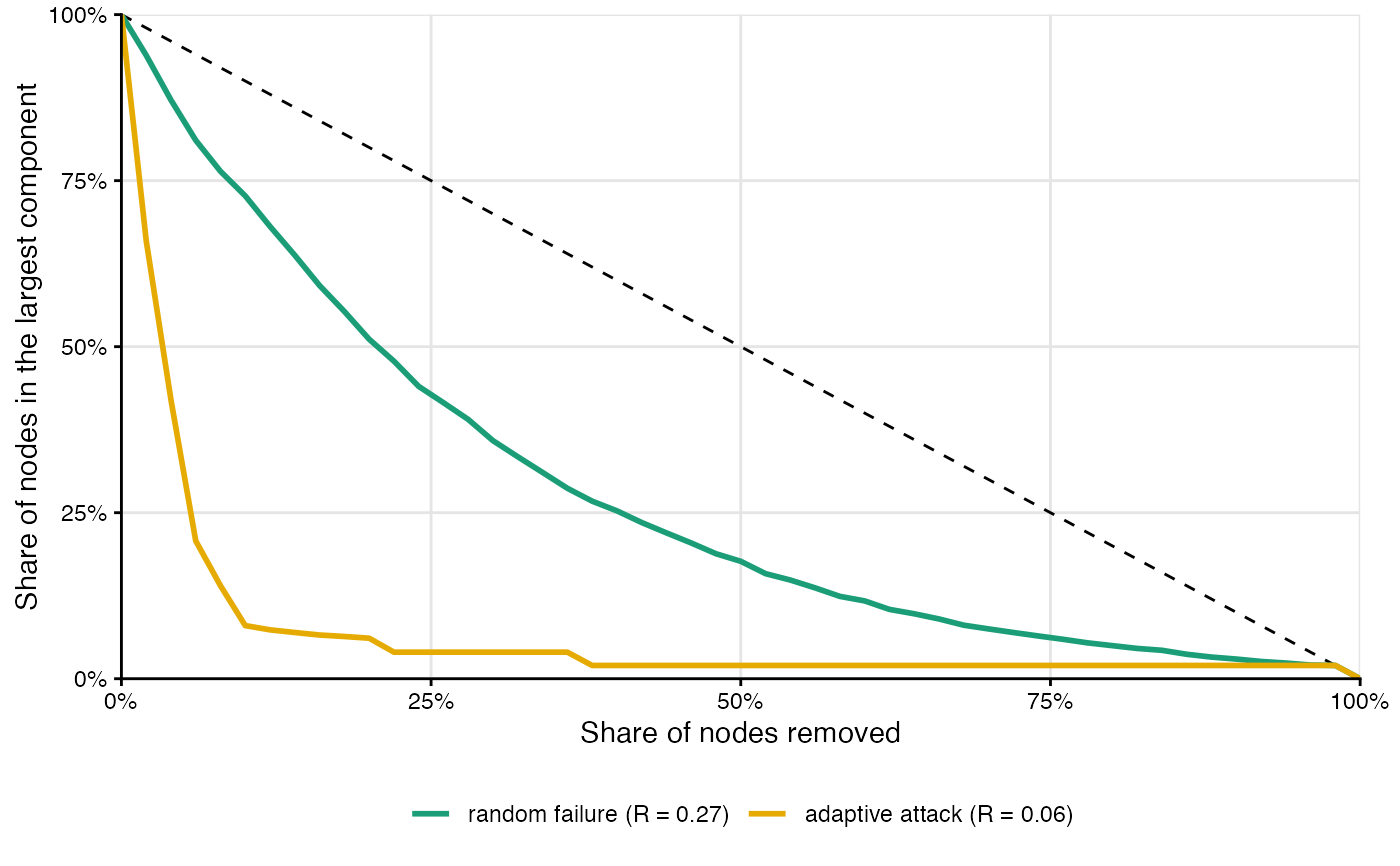 Share of nodes in the largest component
100%
75%
50%
25%
0%
0% 25% 50% 75% 100%
Share of nodes removed
random failure (R = 0.27) adaptive attack (R = 0.06)